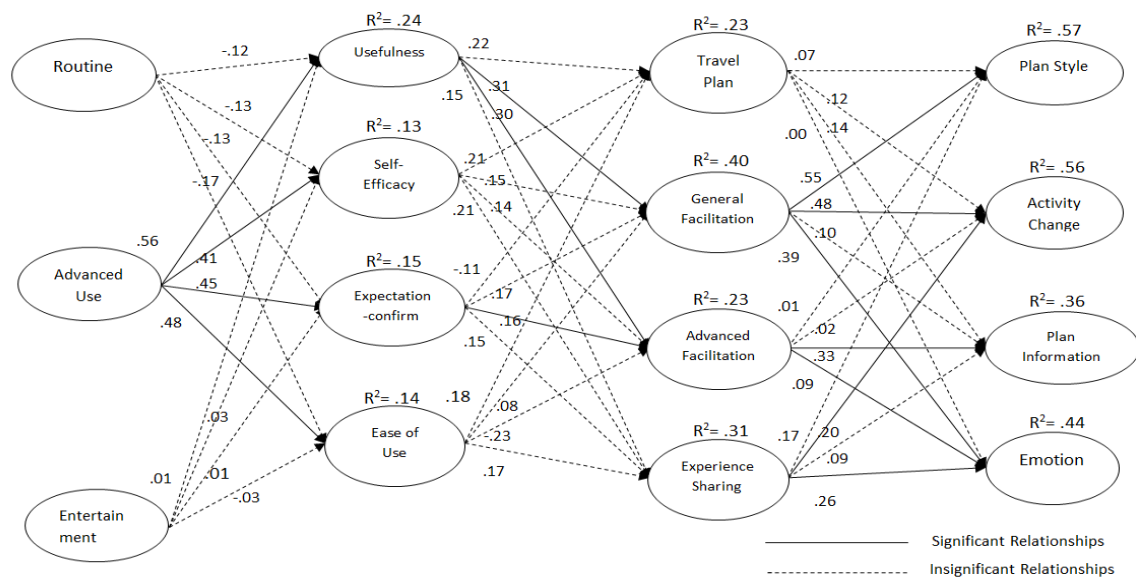 R²= .24
R²= .23
R²= .57
Routine
-.12
Usefulness
.22
Travel
Plan
.07
Plan Style
-.13
.15
.31
.30
.12
.14
.00
-.13
R²= .13
R²= .40
R²= .56
-.17
Self-
Efficacy
.21
.15
.14
.21
General
Facilitation
.55
.48
.10
.39
Activity
Change
.56
.41
.45
.48
Advanced
Use
R²= .15
Expectation
-confirm
-.11
.17
.16
.15
R²= .23
Advanced
Facilitation
.01
.02
.33
.09
R²= .36
Plan
Information
R²= .14
Ease of
Use
.18
.08
-.23
.17
R²= .31
Experience
Sharing
.17
.20
.09
.26
R²= .44
Emotion
.03
.01
.01
-.03
Entertain
ment
Significant Relationships
Insignificant Relationships